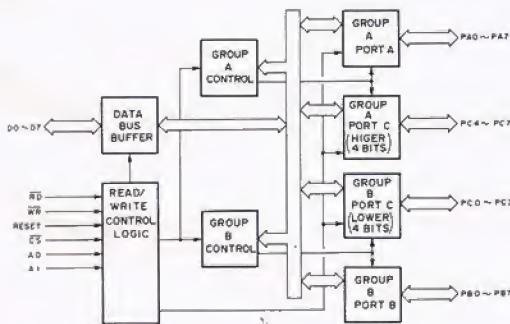 GROUP
A
CONTROL
GROUP
A
PORT A
PA0~PA7
DATA
BUS
BUFFER
D0~D7
GROUP
A
PORT C
(HIGER
4 BITS)
PC4~PC7
RD
WR
RESET
CS
A0
A1
READ/
WRITE
CONTROL
LOGIC
GROUP
B
CONTROL
GROUP
B
PORT C
(LOWER
4 BITS)
PC0~PC3
GROUP
B
PORT B
PB0~PB7